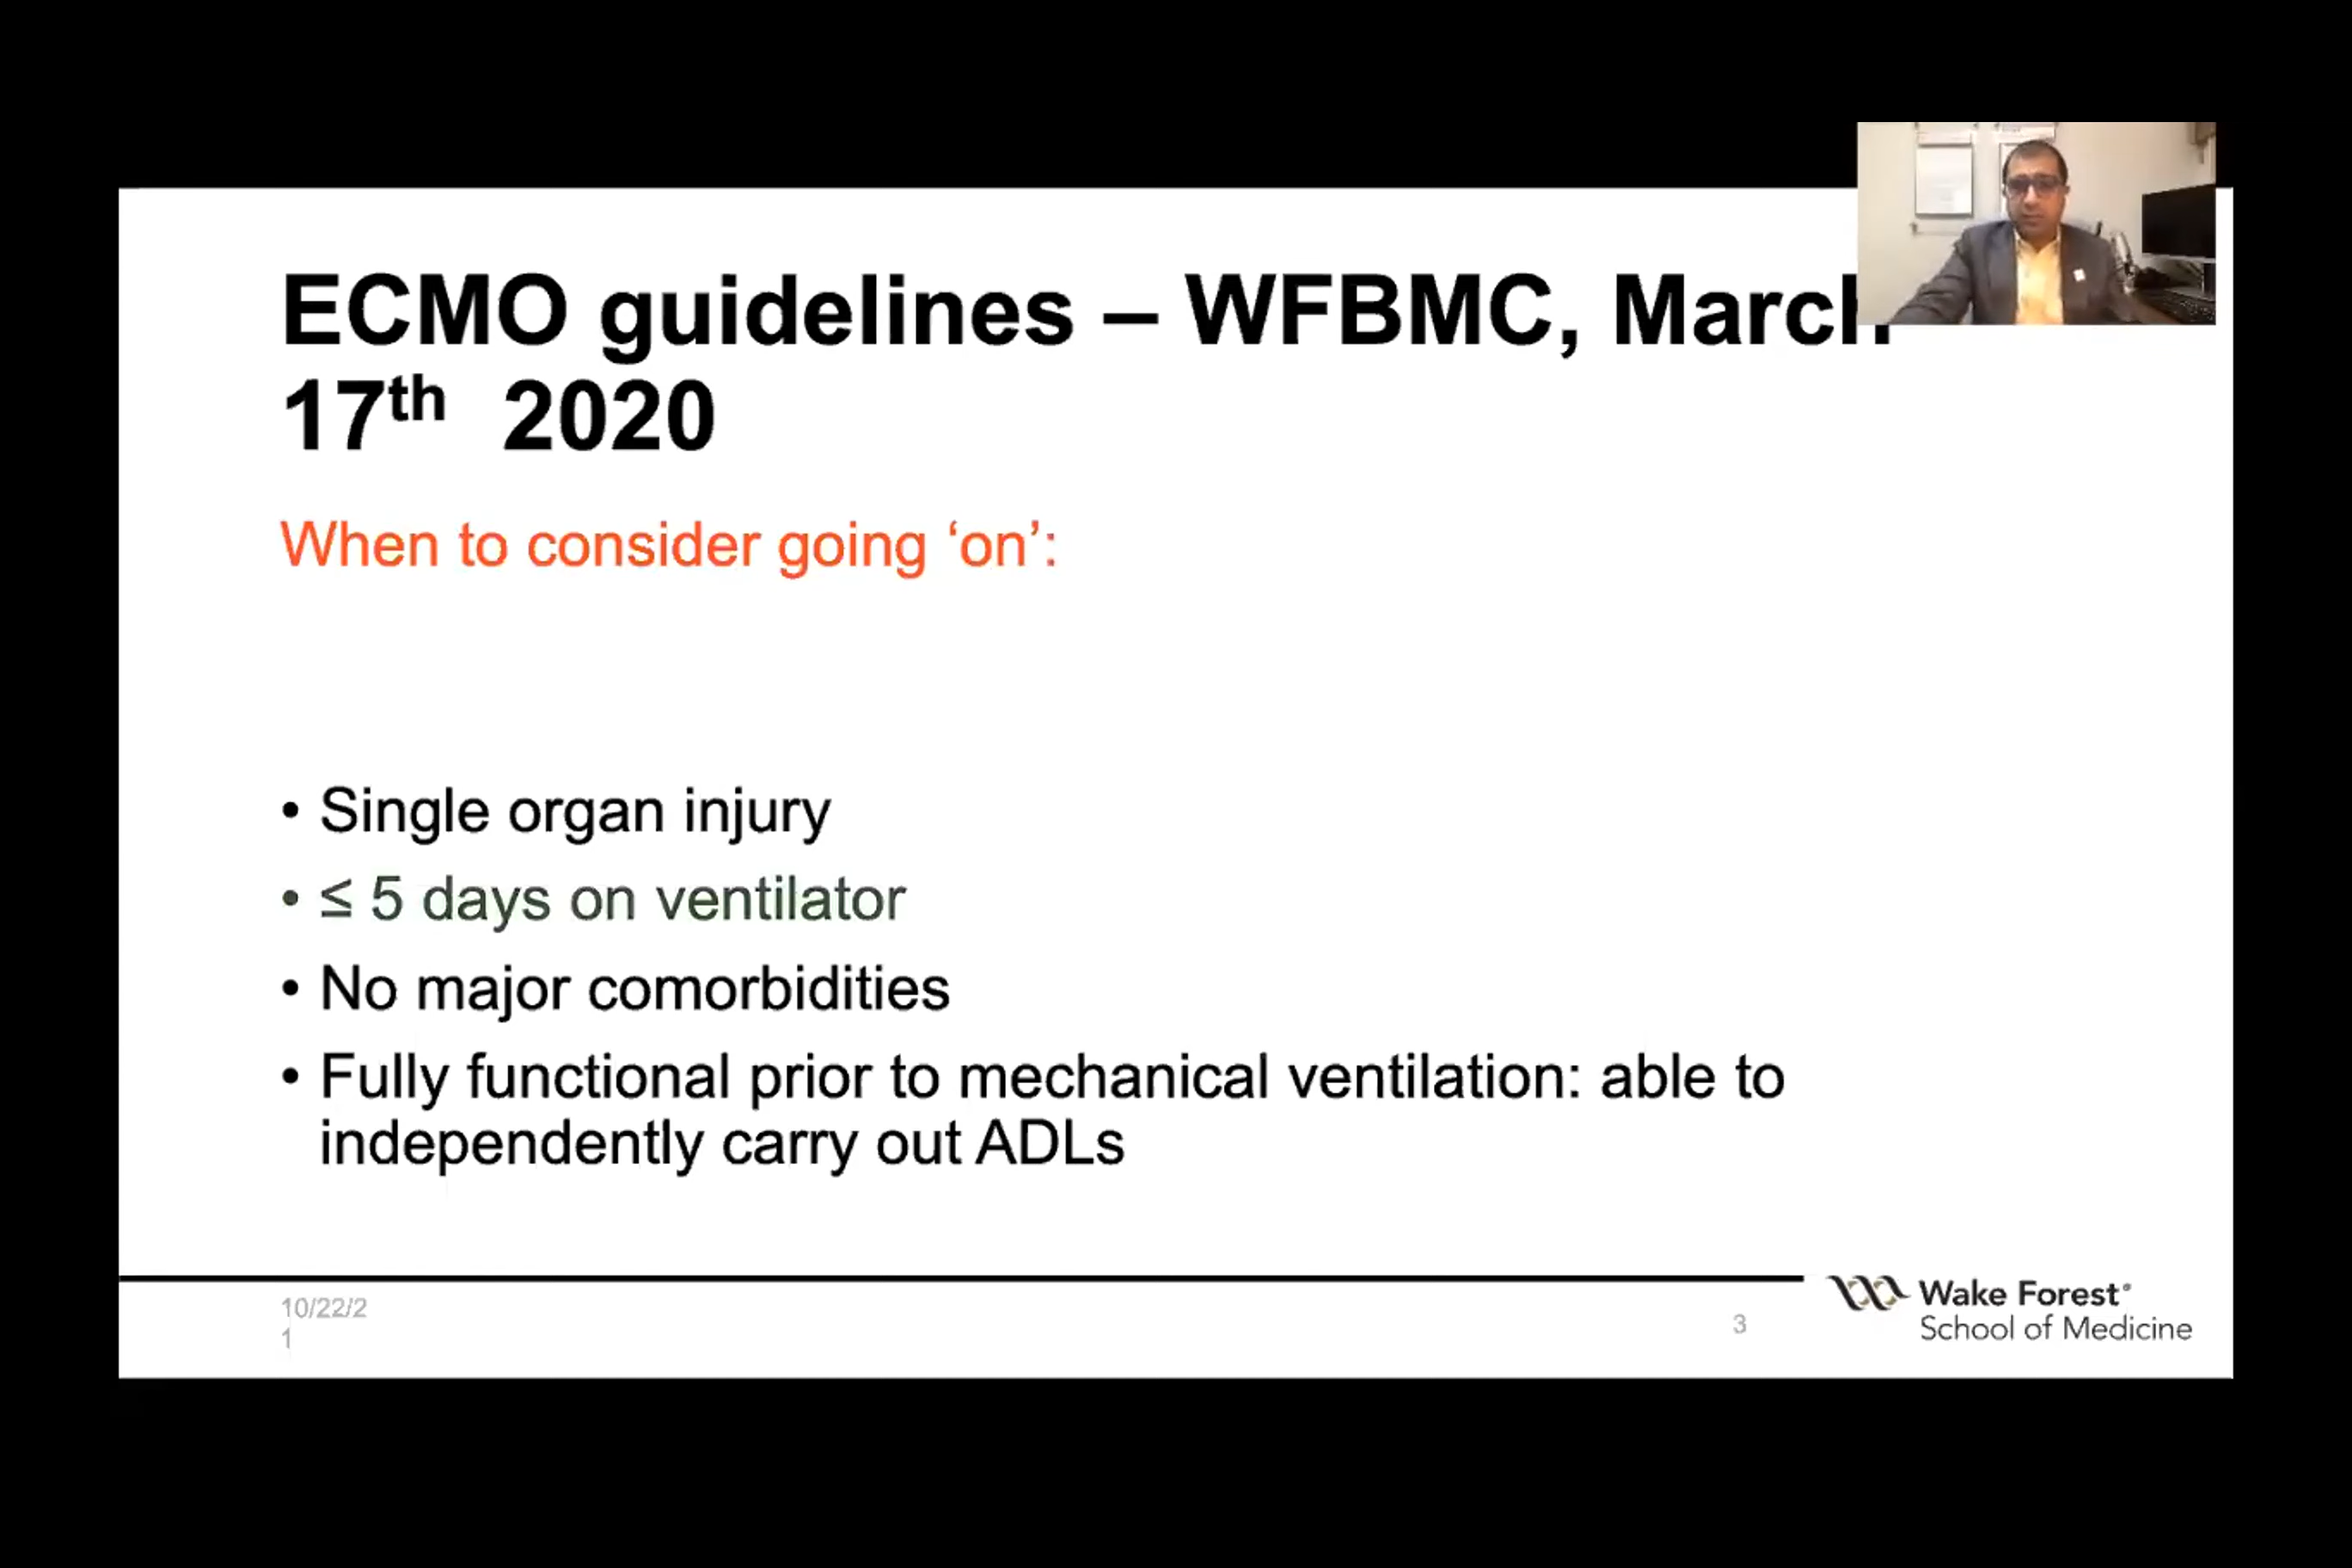 ECMO guidelines – WFBMC, March
17th 2020
When to consider going ‘on’:
• Single organ injury
• ≤ 5 days on ventilator
• No major comorbidities
• Fully functional prior to mechanical ventilation: able to
independently carry out ADLs
10/22/2
1
3
Wake Forest®
School of Medicine